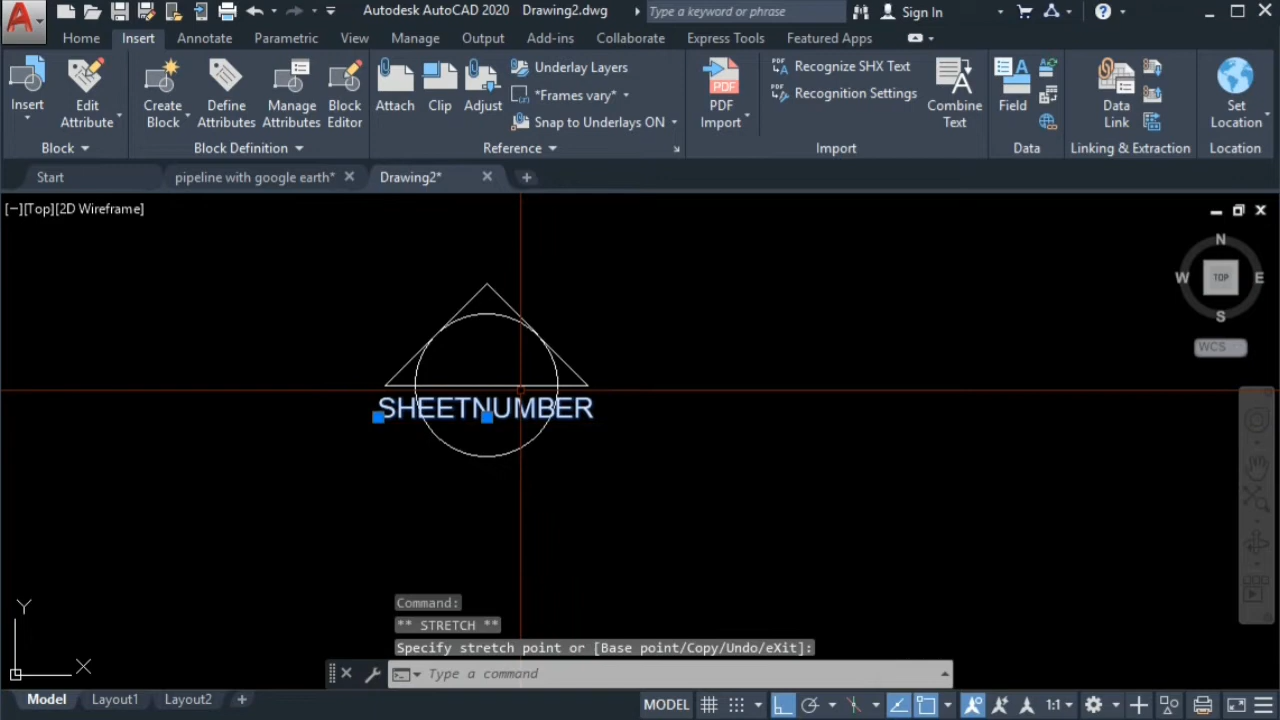 Autodesk AutoCAD 2020 Drawing2.dwg Type a keyword or phrase Sign In
Home Insert Annotate Parametric View Manage Output Add-ins Collaborate Express Tools Featured Apps
Insert
Edit
Attribute
Create
Block
Define
Attributes
Manage
Attributes
Block
Editor
Attach
Clip
Adjust
Underlay Layers
*Frames vary*
Snap to Underlays ON
PDF
PDF
Import
PDF Recognize SHX Text
PDF Recognition Settings
Combine
Text
Field
Data
Link
Set
Location
Block Block Definition Reference Import Data Linking & Extraction Location
Start pipeline with google earth* Drawing2*
[−][Top][2D Wireframe]
N
W TOP E
S
WCS
SHEETNUMBER
Command:
** STRETCH **
Specify stretch point or [Base point/Copy/Undo/eXit]:
Type a command
Y
X
Model Layout1 Layout2 MODEL 1:1